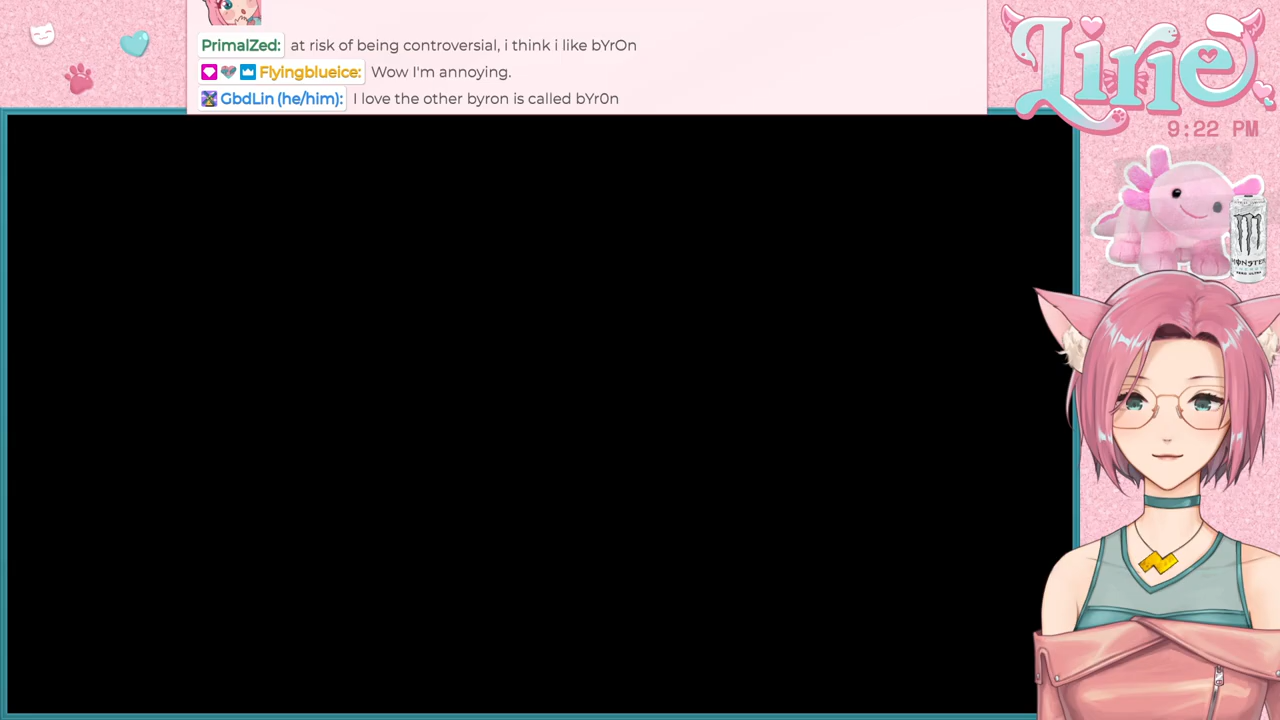 PrimalZed: at risk of being controversial, i think i like bYrOn
Flyingblueice: Wow I'm annoying.
GbdLin (he/him): I love the other byron is called bYr0n
Lirie
9:22 PM
MONSTER